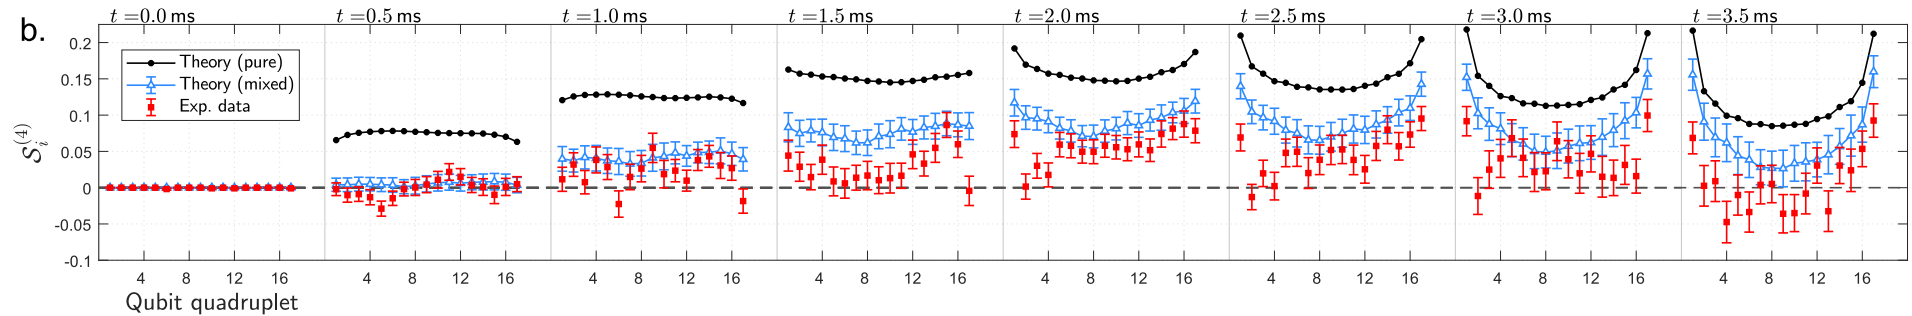 b.
t =0.0 ms t =0.5 ms t =1.0 ms t =1.5 ms t =2.0 ms t =2.5 ms t =3.0 ms t =3.5 ms
Theory (pure)
Theory (mixed)
Exp. data
0.2
0.15
0.1
0.05
0
-0.05
-0.1
S_i^(4)
4 8 12 16 4 8 12 16 4 8 12 16 4 8 12 16 4 8 12 16 4 8 12 16 4 8 12 16 4 8 12 16
Qubit quadruplet